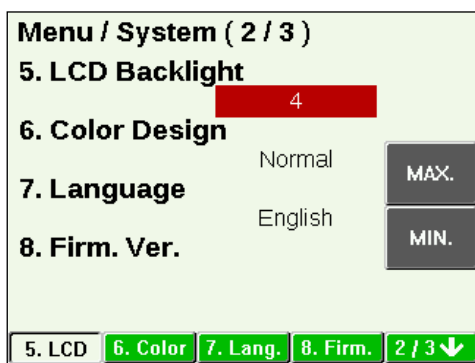 Menu / System ( 2 / 3 )
5. LCD Backlight
4
6. Color Design
Normal
MAX.
7. Language
English
MIN.
8. Firm. Ver.
5. LCD 6. Color 7. Lang. 8. Firm. 2 / 3